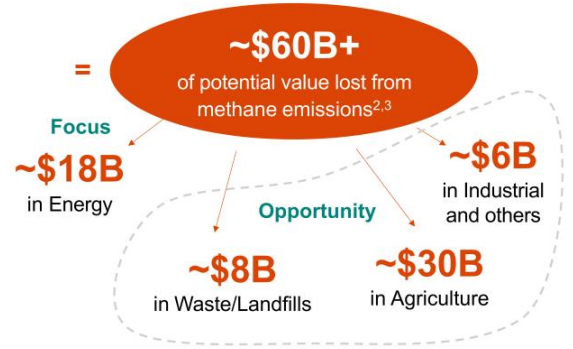 ~$60B+
=
of potential value lost from
methane emissions2,3
Focus
~$18B
in Energy
~$6B
in Industrial
and others
Opportunity
~$8B
in Waste/Landfills
~$30B
in Agriculture